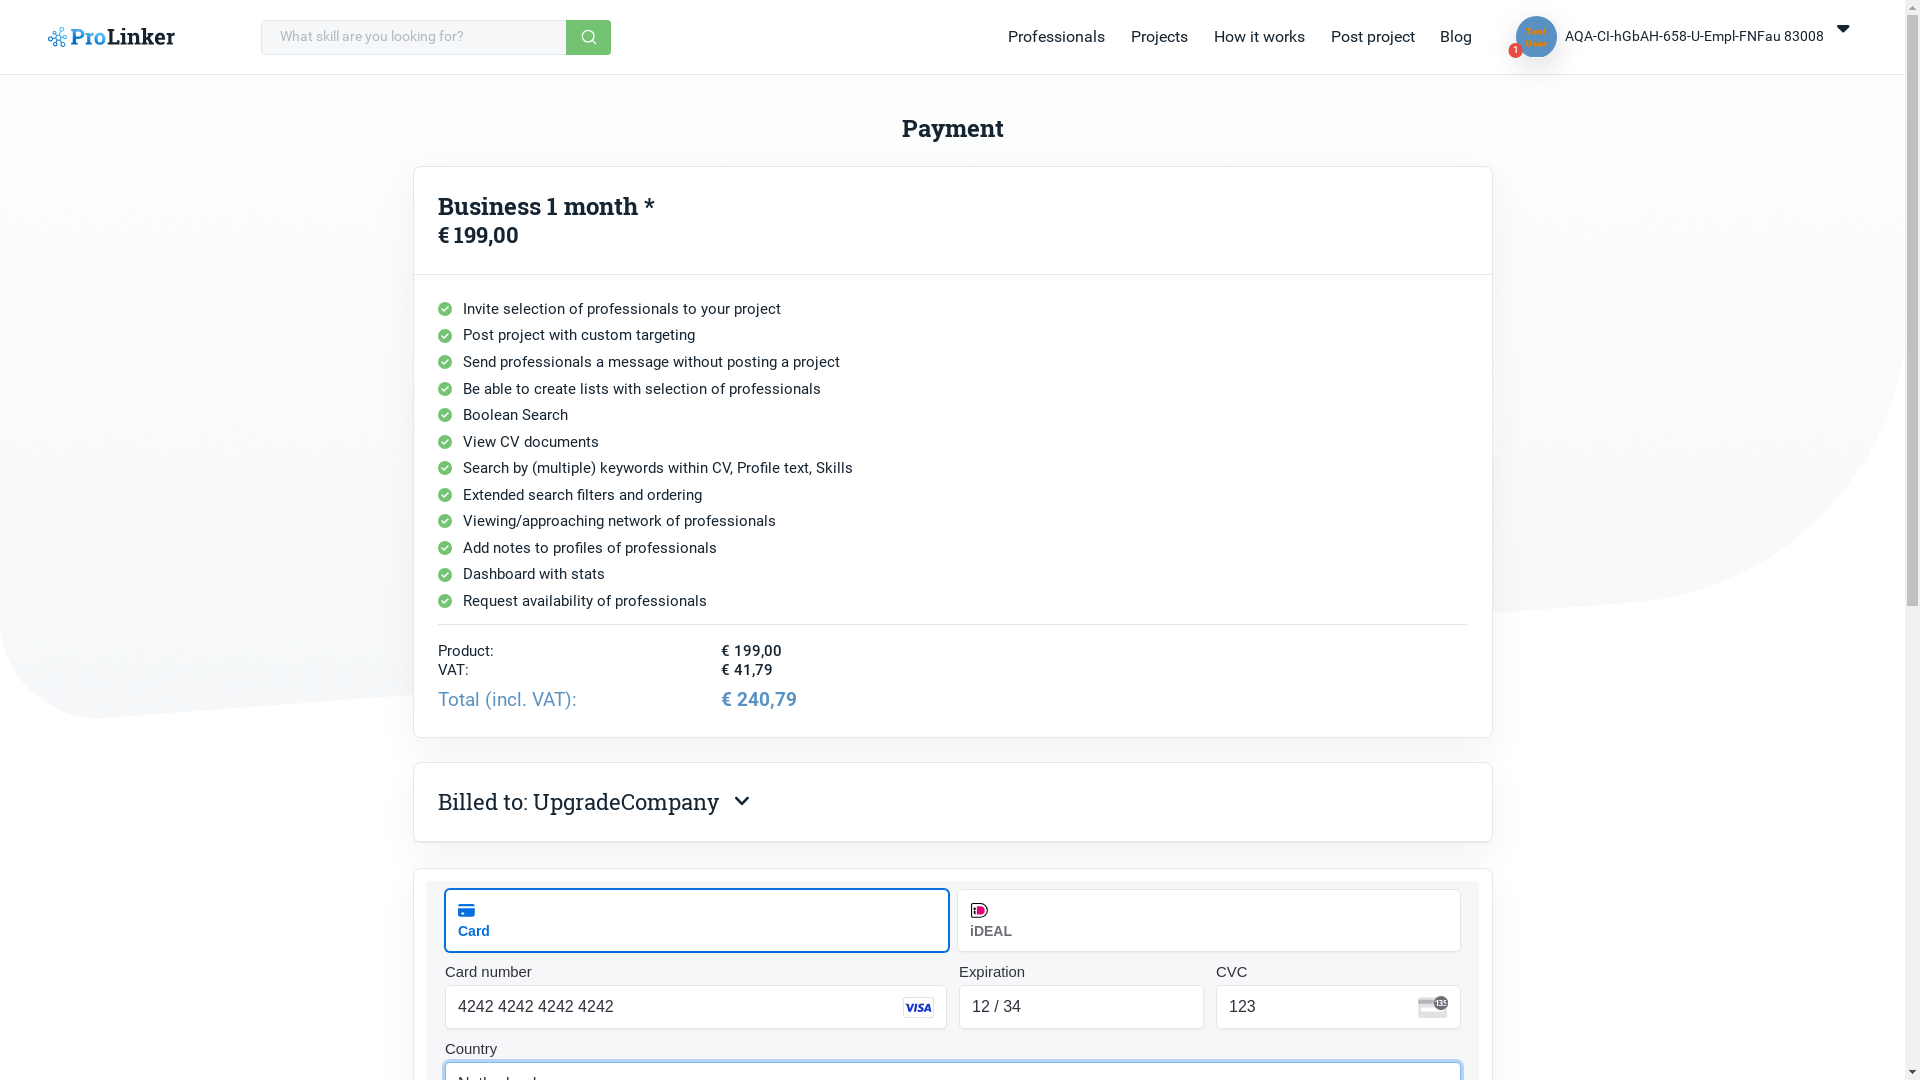 ProLinker
What skill are you looking for?
Professionals
Projects
How it works
Post project
Blog
1
AQA-CI-hGbAH-658-U-Empl-FNFau 83008
Payment
Business 1 month *
€ 199,00
Invite selection of professionals to your project
Post project with custom targeting
Send professionals a message without posting a project
Be able to create lists with selection of professionals
Boolean Search
View CV documents
Search by (multiple) keywords within CV, Profile text, Skills
Extended search filters and ordering
Viewing/approaching network of professionals
Add notes to profiles of professionals
Dashboard with stats
Request availability of professionals
Product: € 199,00
VAT: € 41,79
Total (incl. VAT): € 240,79
Billed to: UpgradeCompany
Card
iDEAL
Card number
Expiration
CVC
4242 4242 4242 4242
VISA
12 / 34
123
135
Country